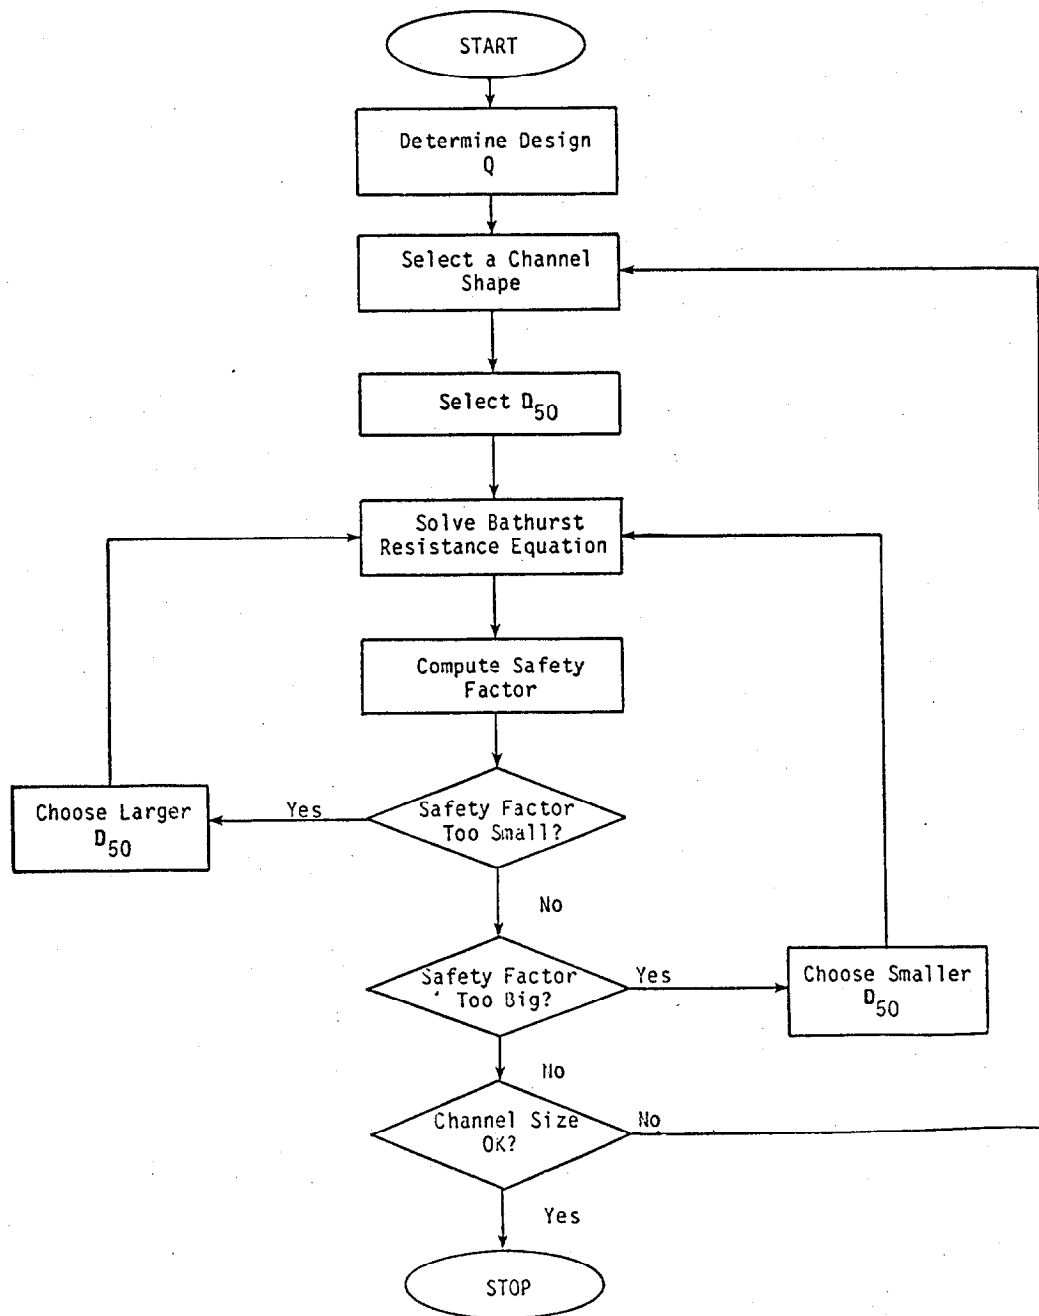 START
Determine Design
Q
Select a Channel
Shape
Select D50
Solve Bathurst
Resistance Equation
Compute Safety
Factor
Safety Factor
Too Small?
Yes
Choose Larger
D50
No
Safety Factor
Too Big?
Yes
Choose Smaller
D50
No
Channel Size
OK?
No
Yes
STOP